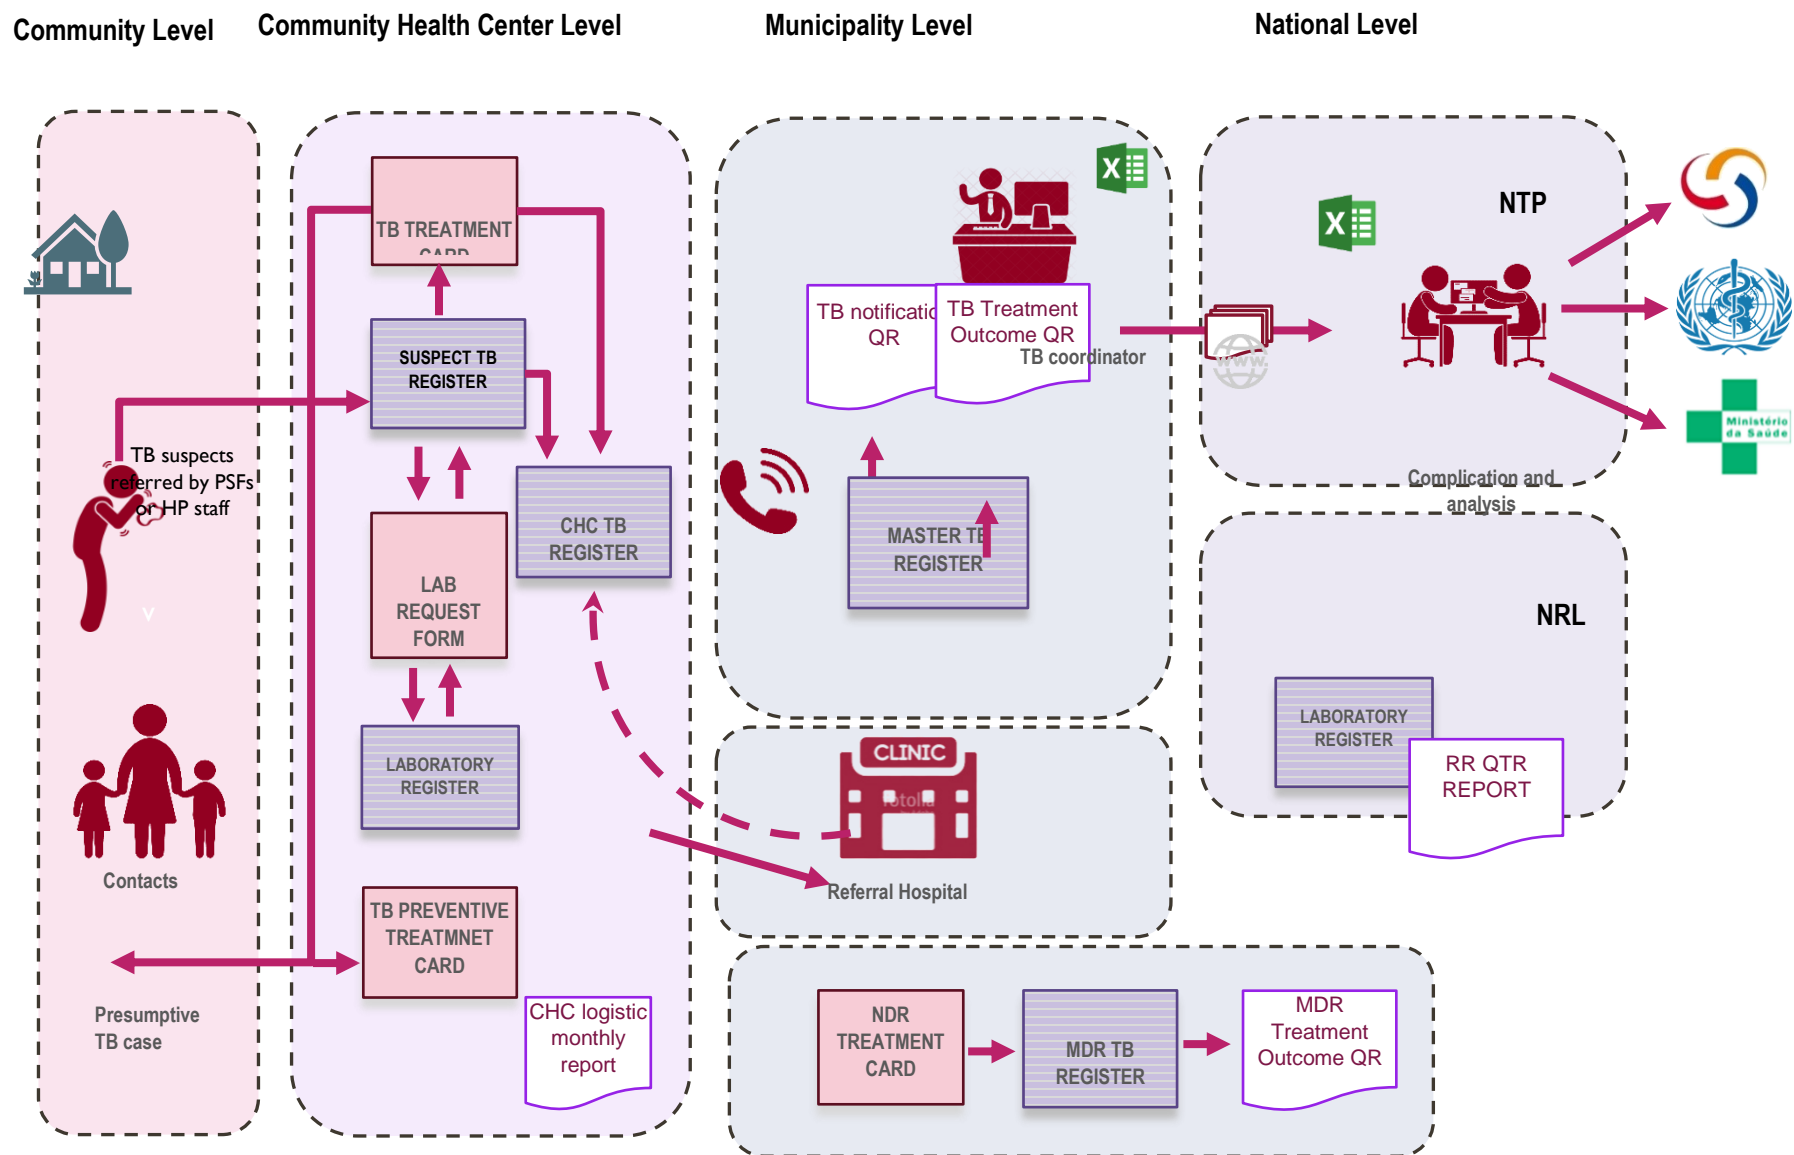 Community Level
Community Health Center Level
Municipality Level
National Level
TB TREATMENT
CARD
SUSPECT TB
REGISTER
TB suspects
referred by PSFs
or HP staff
v
CHC TB
REGISTER
LAB
REQUEST
FORM
LABORATORY
REGISTER
Contacts
TB PREVENTIVE
TREATMNET
CARD
Presumptive
TB case
CHC logistic
monthly
report
TB notificatio
QR
TB Treatment
Outcome QR
TB coordinator
MASTER TB
REGISTER
CLINIC
fotolia
Referral Hospital
NDR
TREATMENT
CARD
MDR TB
REGISTER
MDR
Treatment
Outcome QR
X
X
NTP
www.
Complication and
analysis
Ministério
da Saúde
NRL
LABORATORY
REGISTER
RR QTR
REPORT